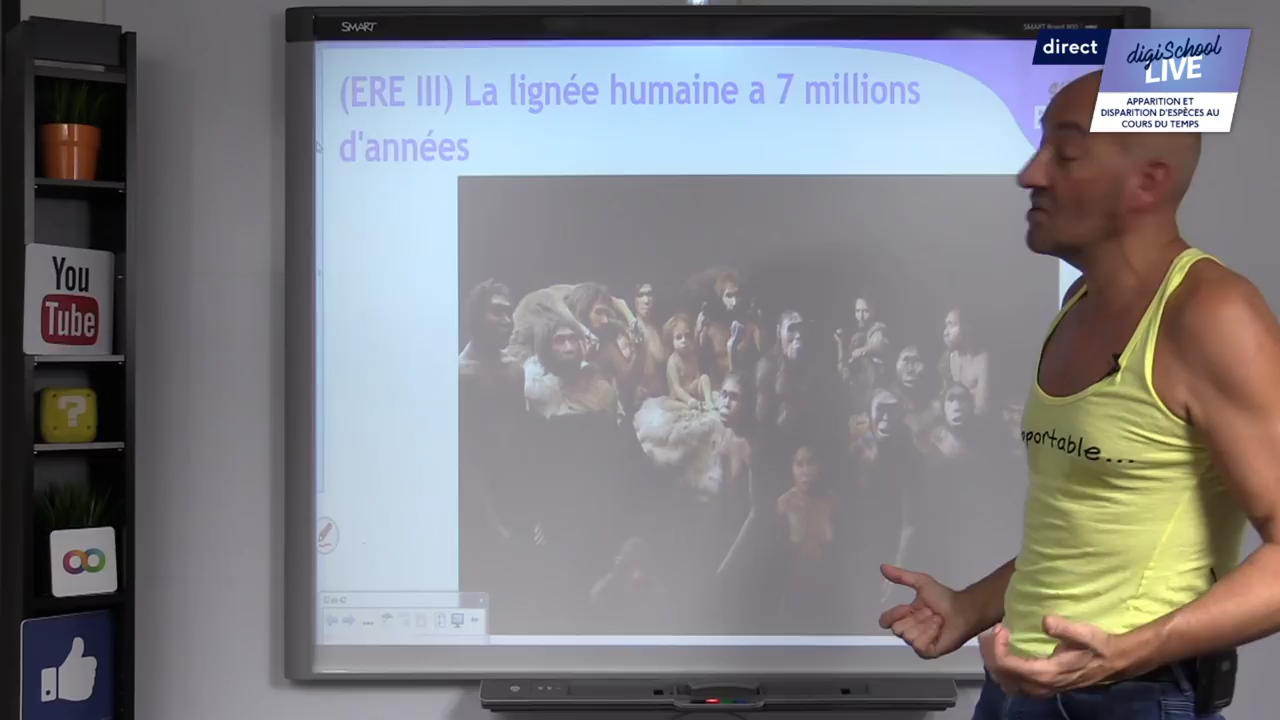 SMART
direct
digiSchool
LIVE
APPARITION ET
DISPARITION D'ESPÈCES AU
COURS DU TEMPS
(ERE III) La lignée humaine a 7 millions
d'années
You
Tube
?
portable...